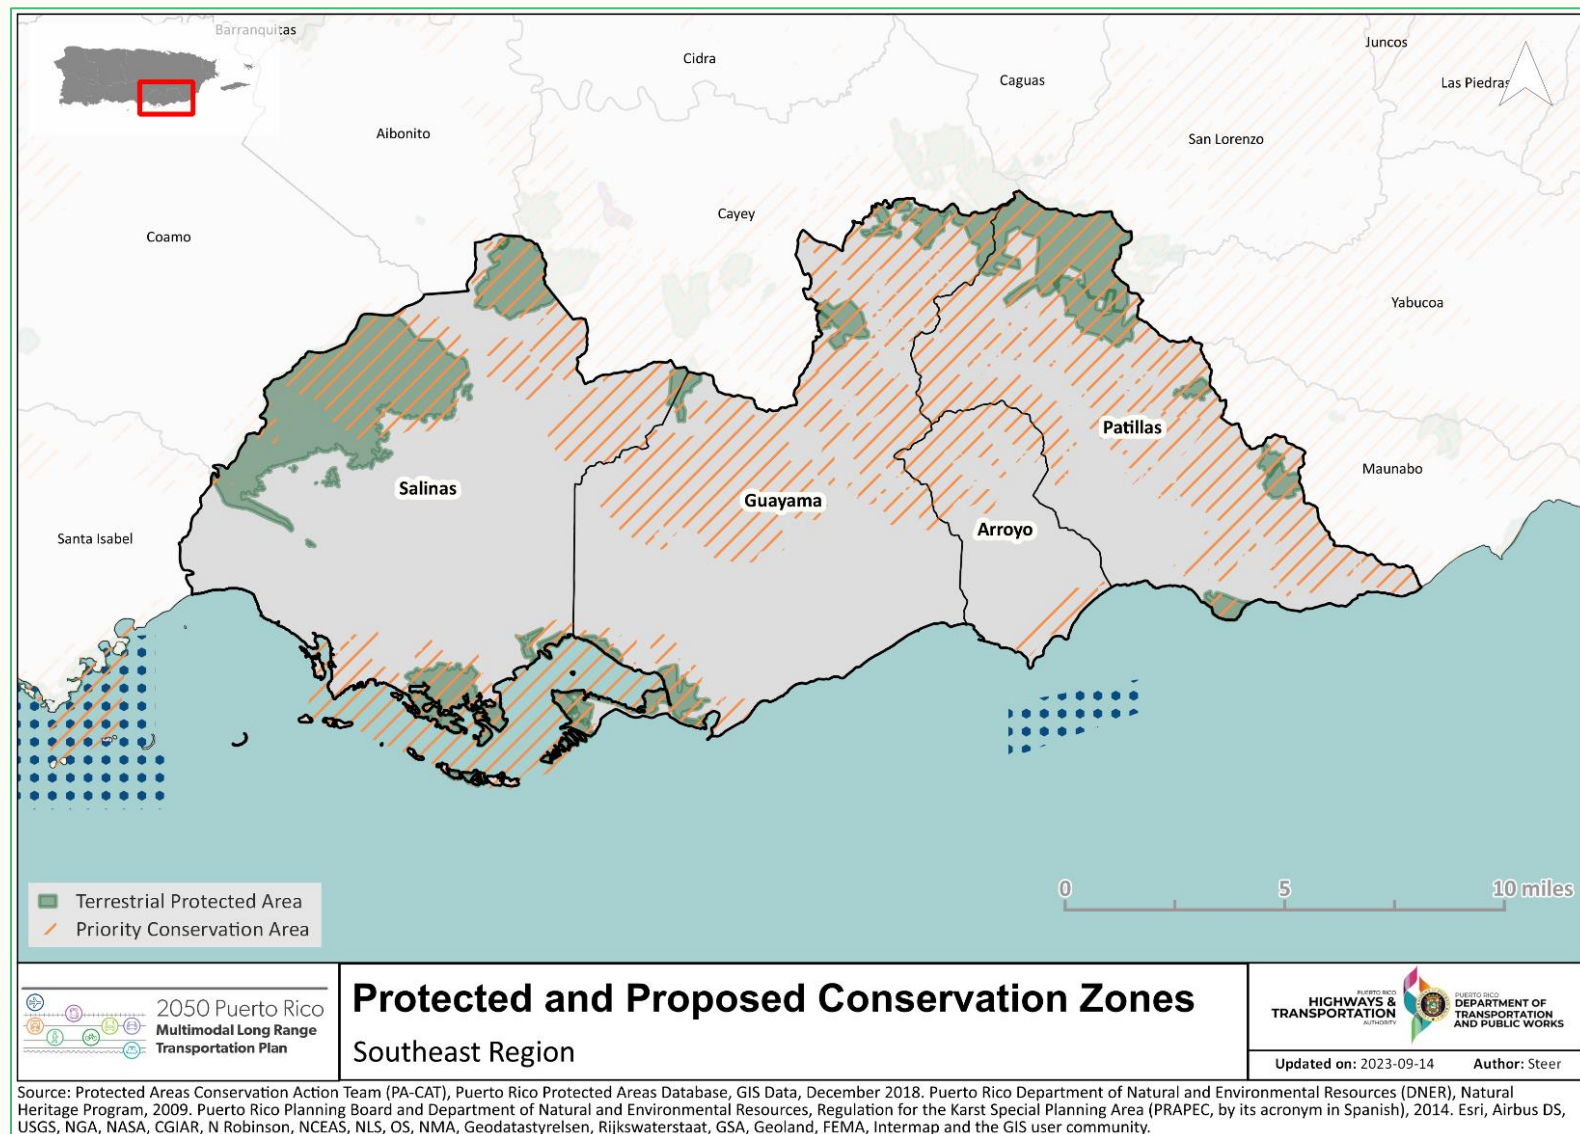 Barranquitas
Cidra
Caguas
Juncos
Las Piedras
Aibonito
San Lorenzo
Coamo
Cayey
Yabucoa
Salinas
Guayama
Patillas
Arroyo
Maunabo
Santa Isabel
0 5 10 miles
Terrestrial Protected Area
Priority Conservation Area
2050 Puerto Rico
Multimodal Long Range
Transportation Plan
Protected and Proposed Conservation Zones
Southeast Region
PUERTO RICO
HIGHWAYS &
TRANSPORTATION
AUTHORITY
PUERTO RICO
DEPARTMENT OF
TRANSPORTATION
AND PUBLIC WORKS
Updated on: 2023-09-14 Author: Steer
Source: Protected Areas Conservation Action Team (PA-CAT), Puerto Rico Protected Areas Database, GIS Data, December 2018. Puerto Rico Department of Natural and Environmental Resources (DNER), Natural
Heritage Program, 2009. Puerto Rico Planning Board and Department of Natural and Environmental Resources, Regulation for the Karst Special Planning Area (PRAPEC, by its acronym in Spanish), 2014. Esri, Airbus DS,
USGS, NGA, NASA, CGIAR, N Robinson, NCEAS, NLS, OS, NMA, Geodatastyrelsen, Rijkswaterstaat, GSA, Geoland, FEMA, Intermap and the GIS user community.